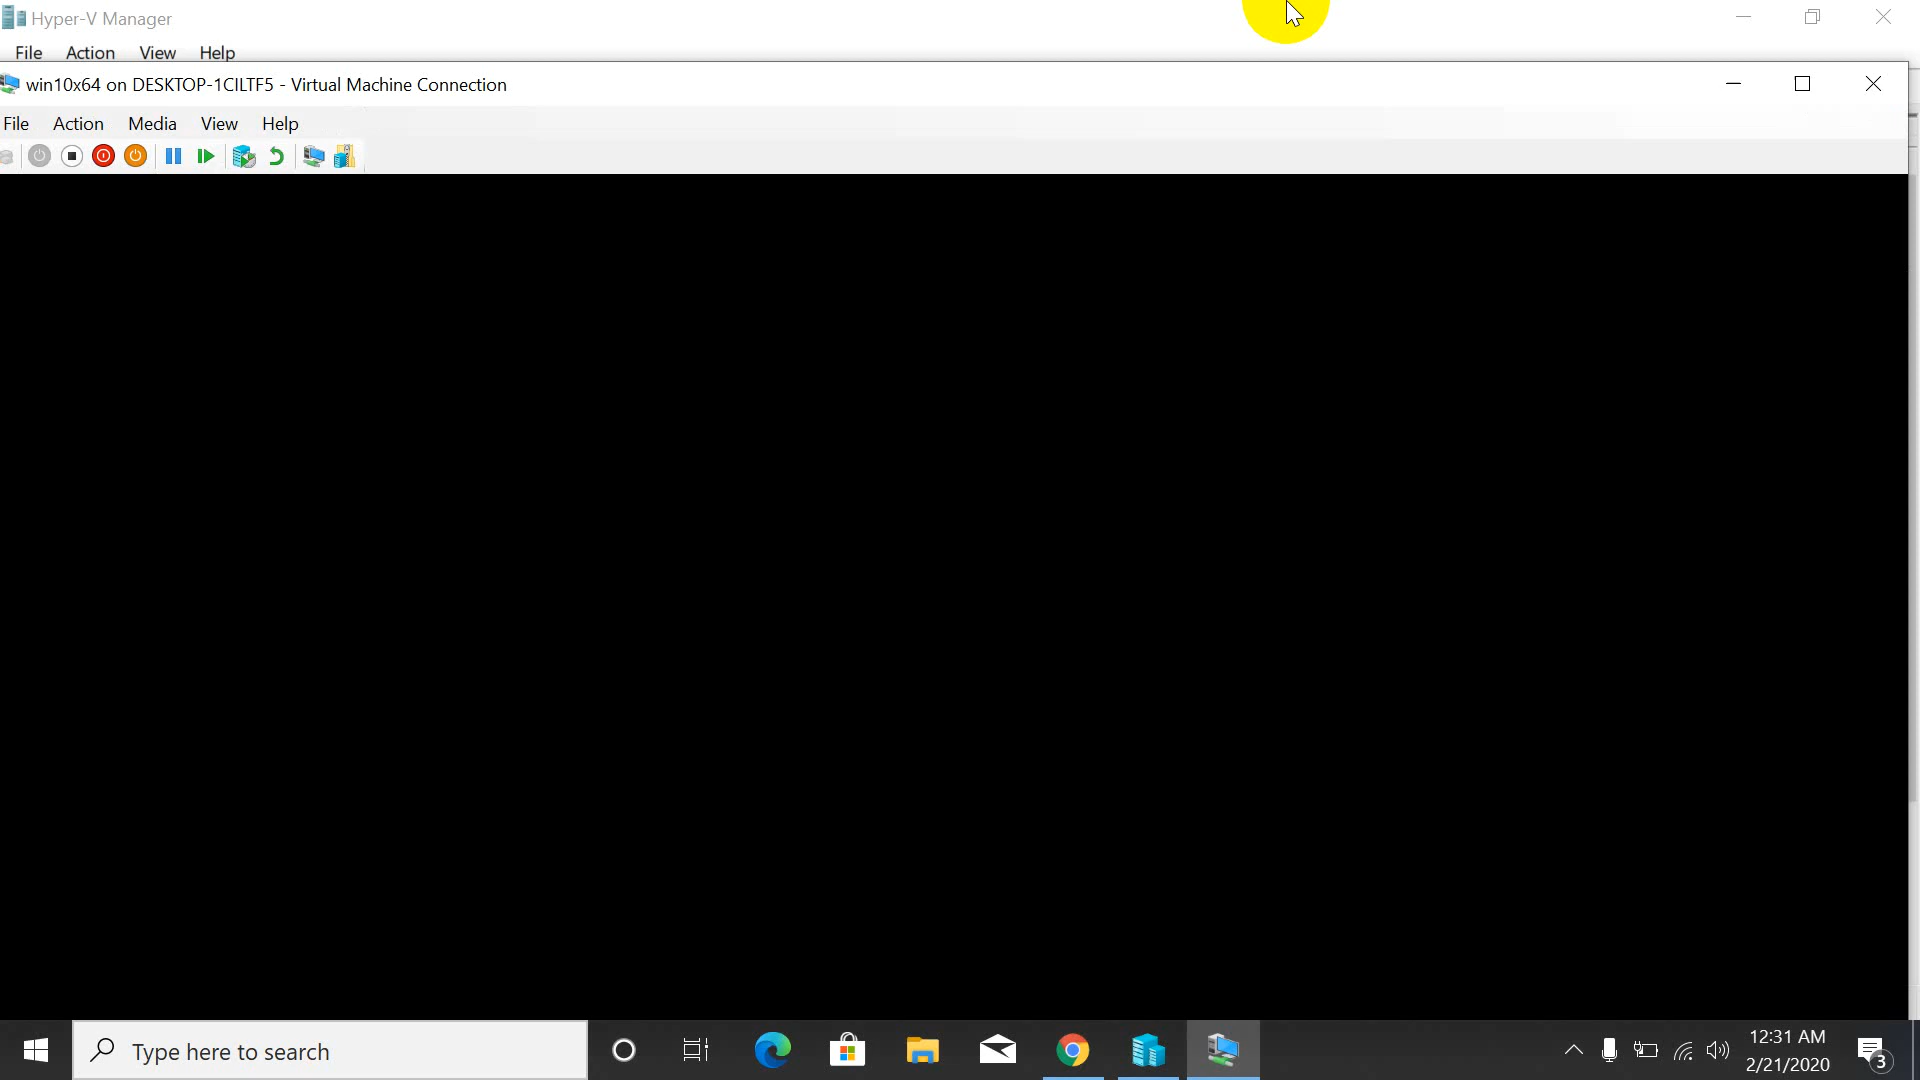 Hyper-V Manager
File Action View Help
win10x64 on DESKTOP-1CILTF5 - Virtual Machine Connection
File Action Media View Help
Type here to search
12:31 AM
2/21/2020
3